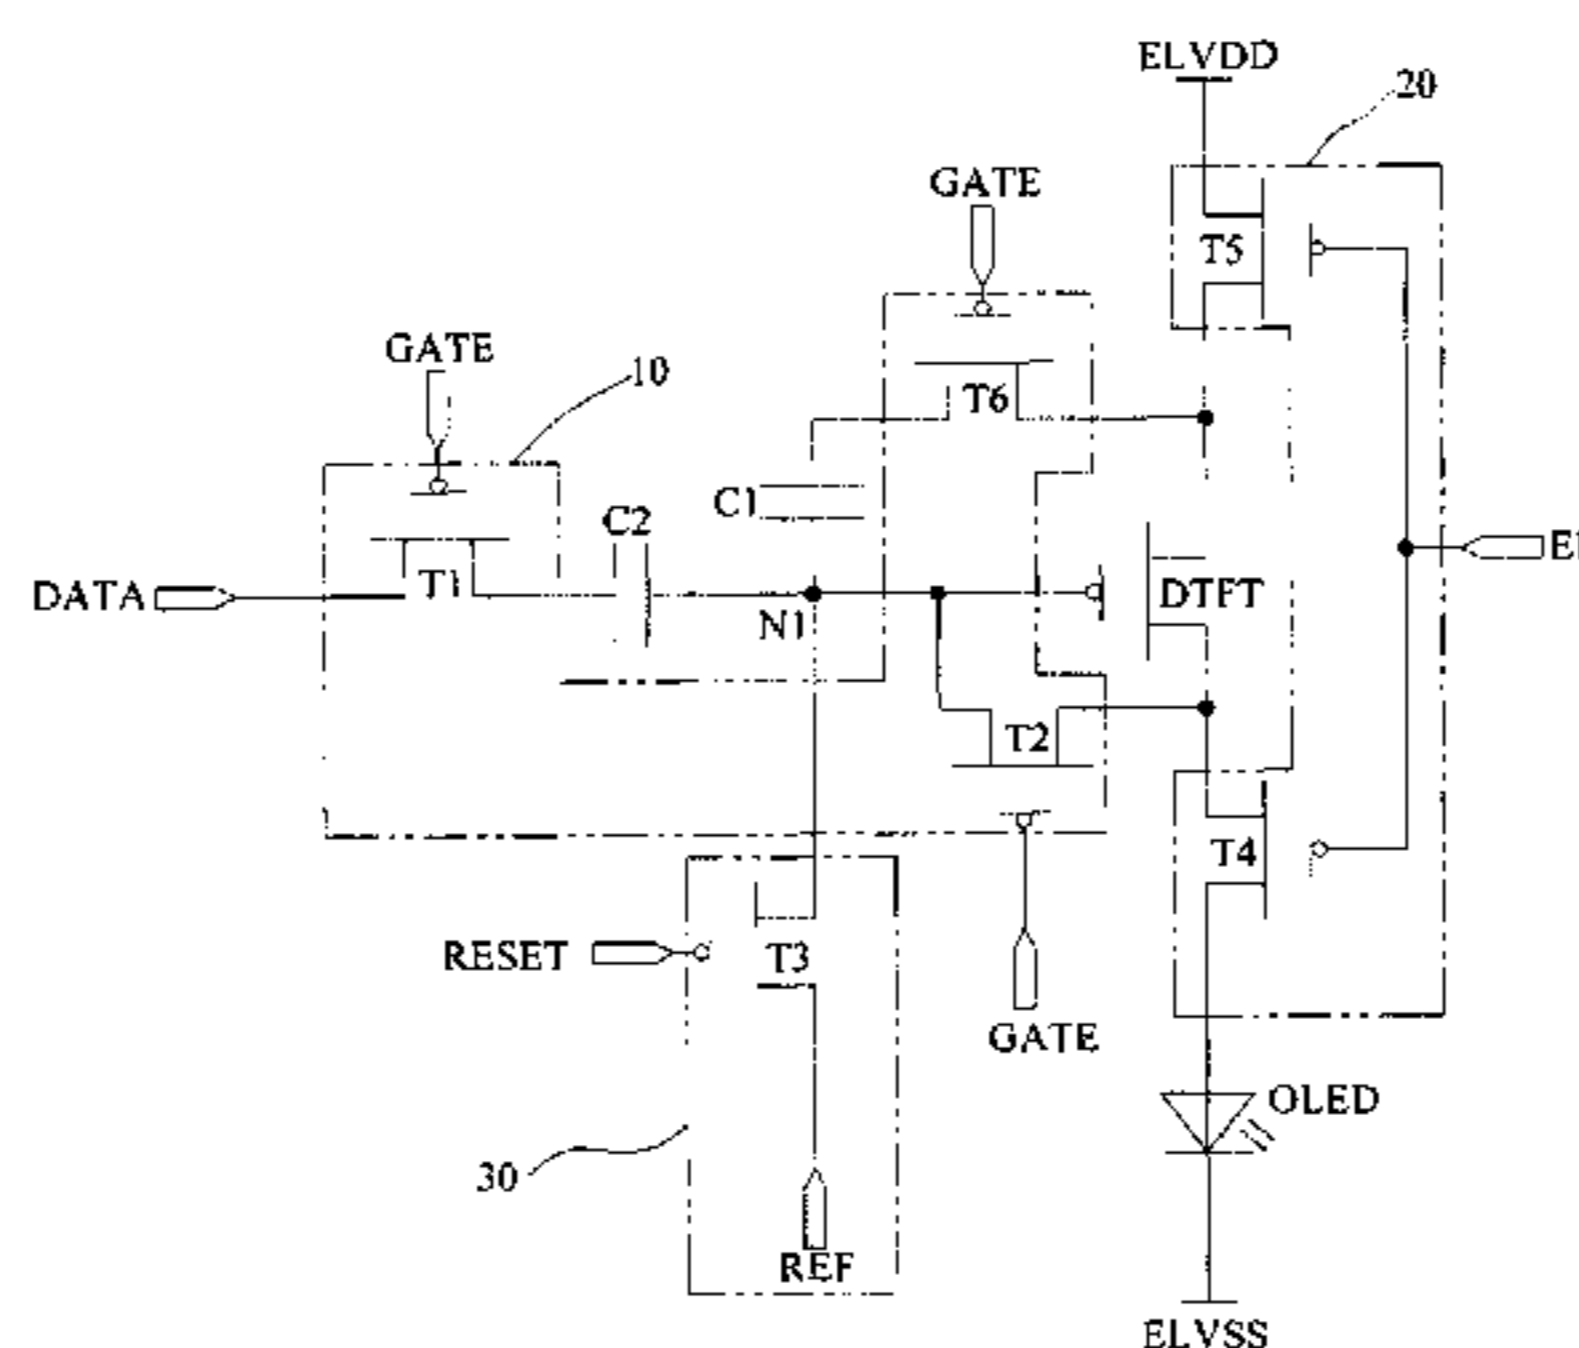 ELVDD
20
GATE
T5
GATE
10
T6
C1
C2
DATA
T1
N1
DTFT
T2
T4
RESET
T3
GATE
OLED
30
REF
ELVSS